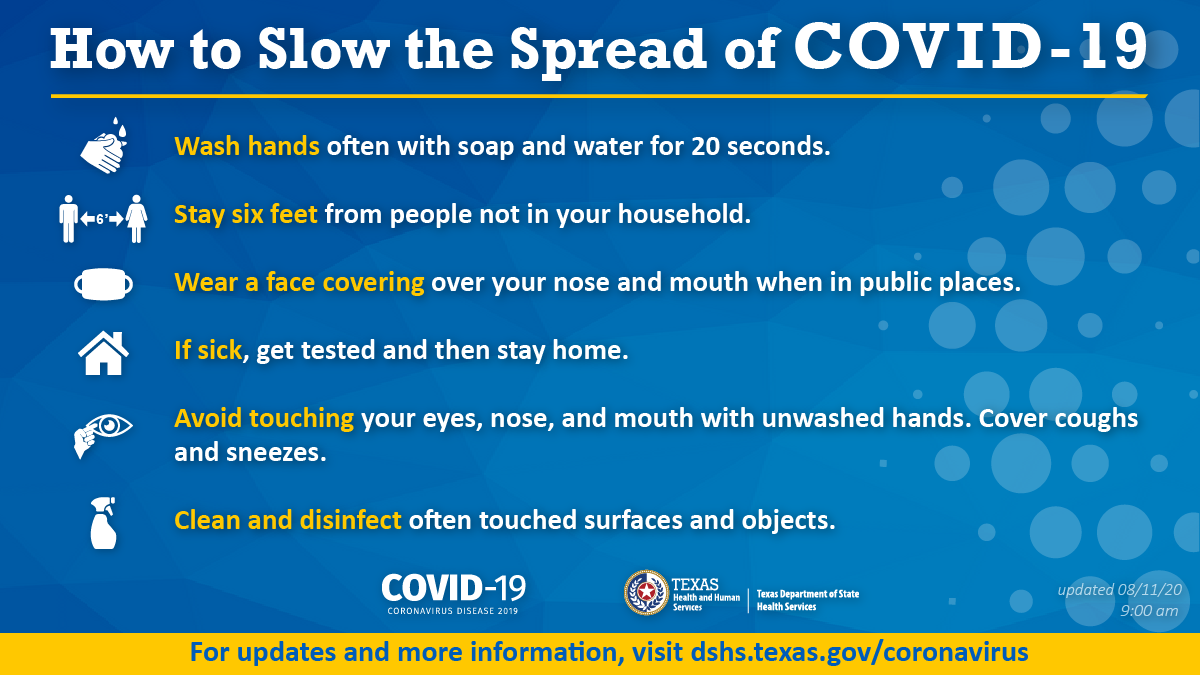 How to Slow the Spread of COVID-19
Wash hands often with soap and water for 20 seconds.
6'
Stay six feet from people not in your household.
Wear a face covering over your nose and mouth when in public places.
If sick, get tested and then stay home.
Avoid touching your eyes, nose, and mouth with unwashed hands. Cover coughs
and sneezes.
Clean and disinfect often touched surfaces and objects.
COVID-19
CORONAVIRUS DISEASE 2019
TEXAS
Health and Human
Services
Texas Department of State
Health Services
updated 08/11/20
9:00 am
For updates and more information, visit dshs.texas.gov/coronavirus